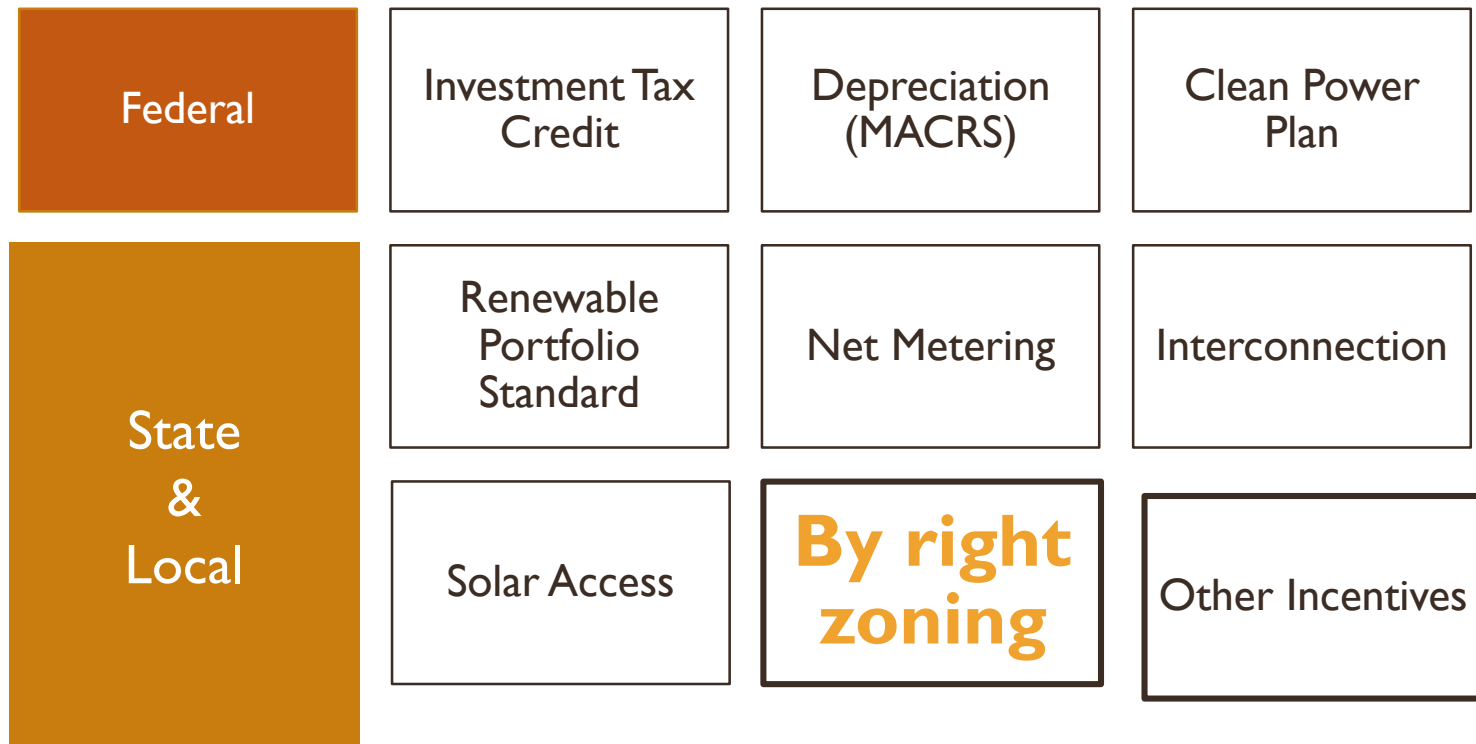 Federal
Investment Tax
Credit
Depreciation
(MACRS)
Clean Power
Plan
State
&
Local
Renewable
Portfolio
Standard
Net Metering
Interconnection
Solar Access
By right
zoning
Other Incentives